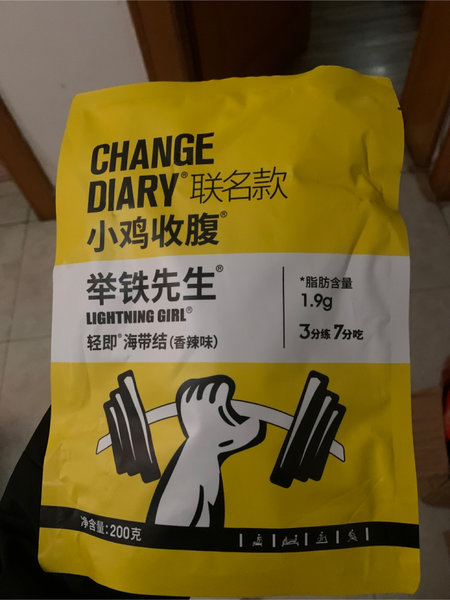 CHANGE
DIARY® 联名款
小鸡收腹®
举铁先生®
LIGHTNING GIRL®
轻即®海带结(香辣味)
*脂肪含量
1.9g
3分练 7分吃
净含量:200克